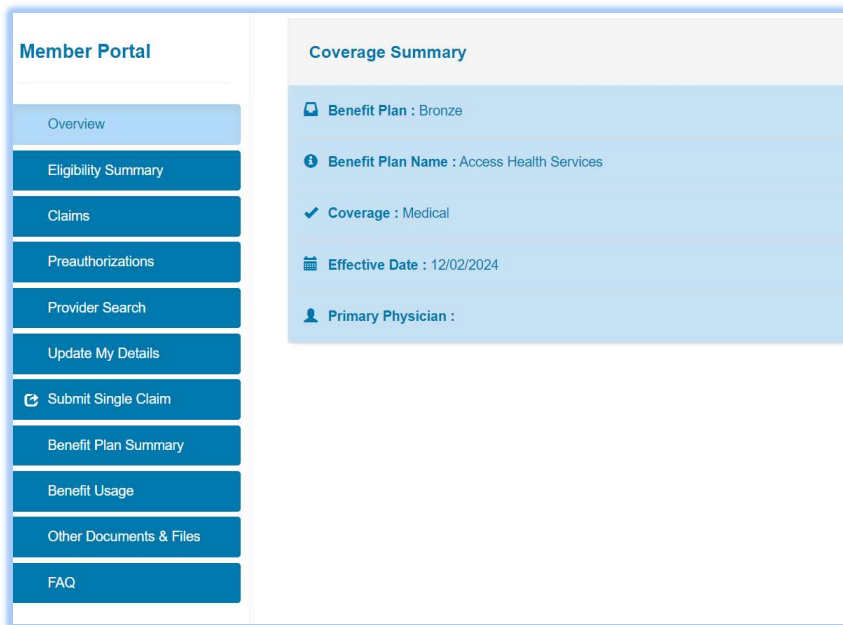 Member Portal
Overview
Eligibility Summary
Claims
Preauthorizations
Provider Search
Update My Details
Submit Single Claim
Benefit Plan Summary
Benefit Usage
Other Documents & Files
FAQ
Coverage Summary
Benefit Plan : Bronze
Benefit Plan Name : Access Health Services
Coverage : Medical
Effective Date : 12/02/2024
Primary Physician :